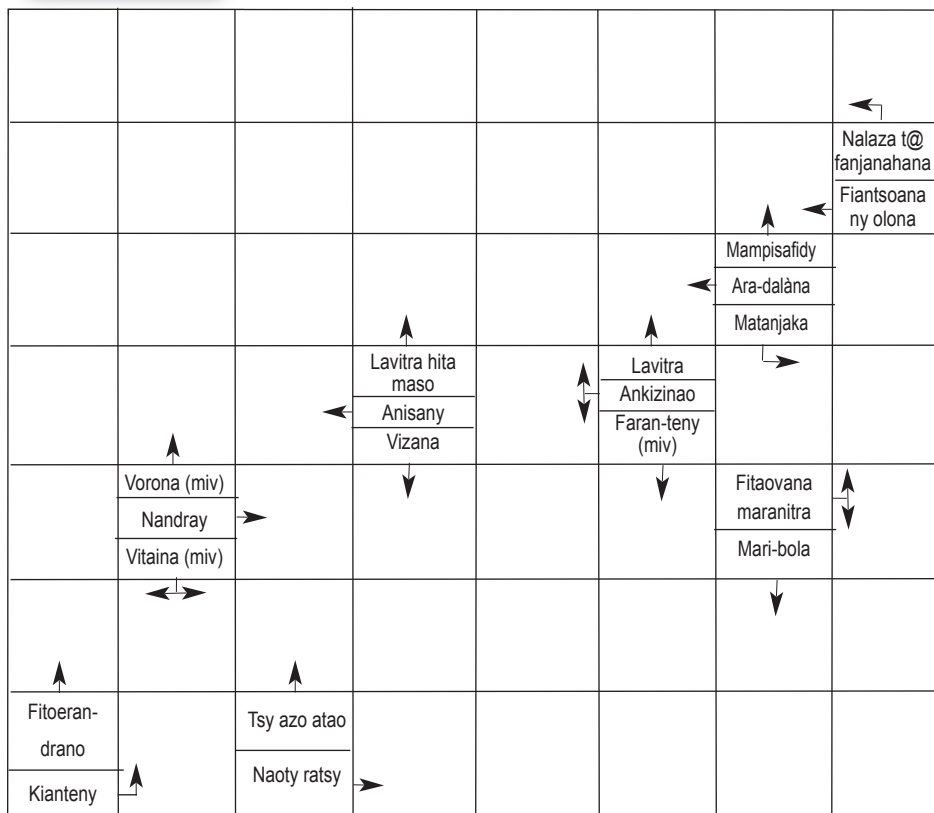 Nalaza t@
fanjanahana
Fiantsoana
ny olona
Mampisafidy
Ara-dalàna
Matanjaka
Lavitra hita
maso
Anisany
Vizana
Lavitra
Ankizinao
Faran-teny
(miv)
Vorona (miv)
Nandray
Vitaina (miv)
Fitaovana
maranitra
Mari-bola
Fitoeran-
drano
Kianteny
Tsy azo atao
Naoty ratsy